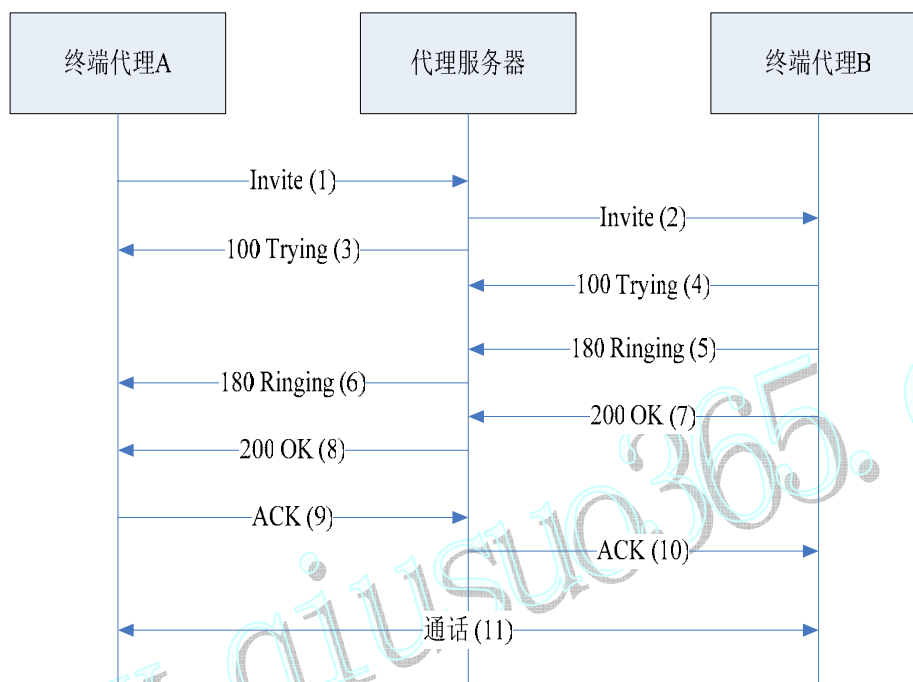 终端代理A
代理服务器
终端代理B
Invite (1)
Invite (2)
100 Trying (3)
100 Trying (4)
180 Ringing (5)
180 Ringing (6)
200 OK (7)
200 OK (8)
ACK (9)
ACK (10)
通话 (11)
.qiusuo365.